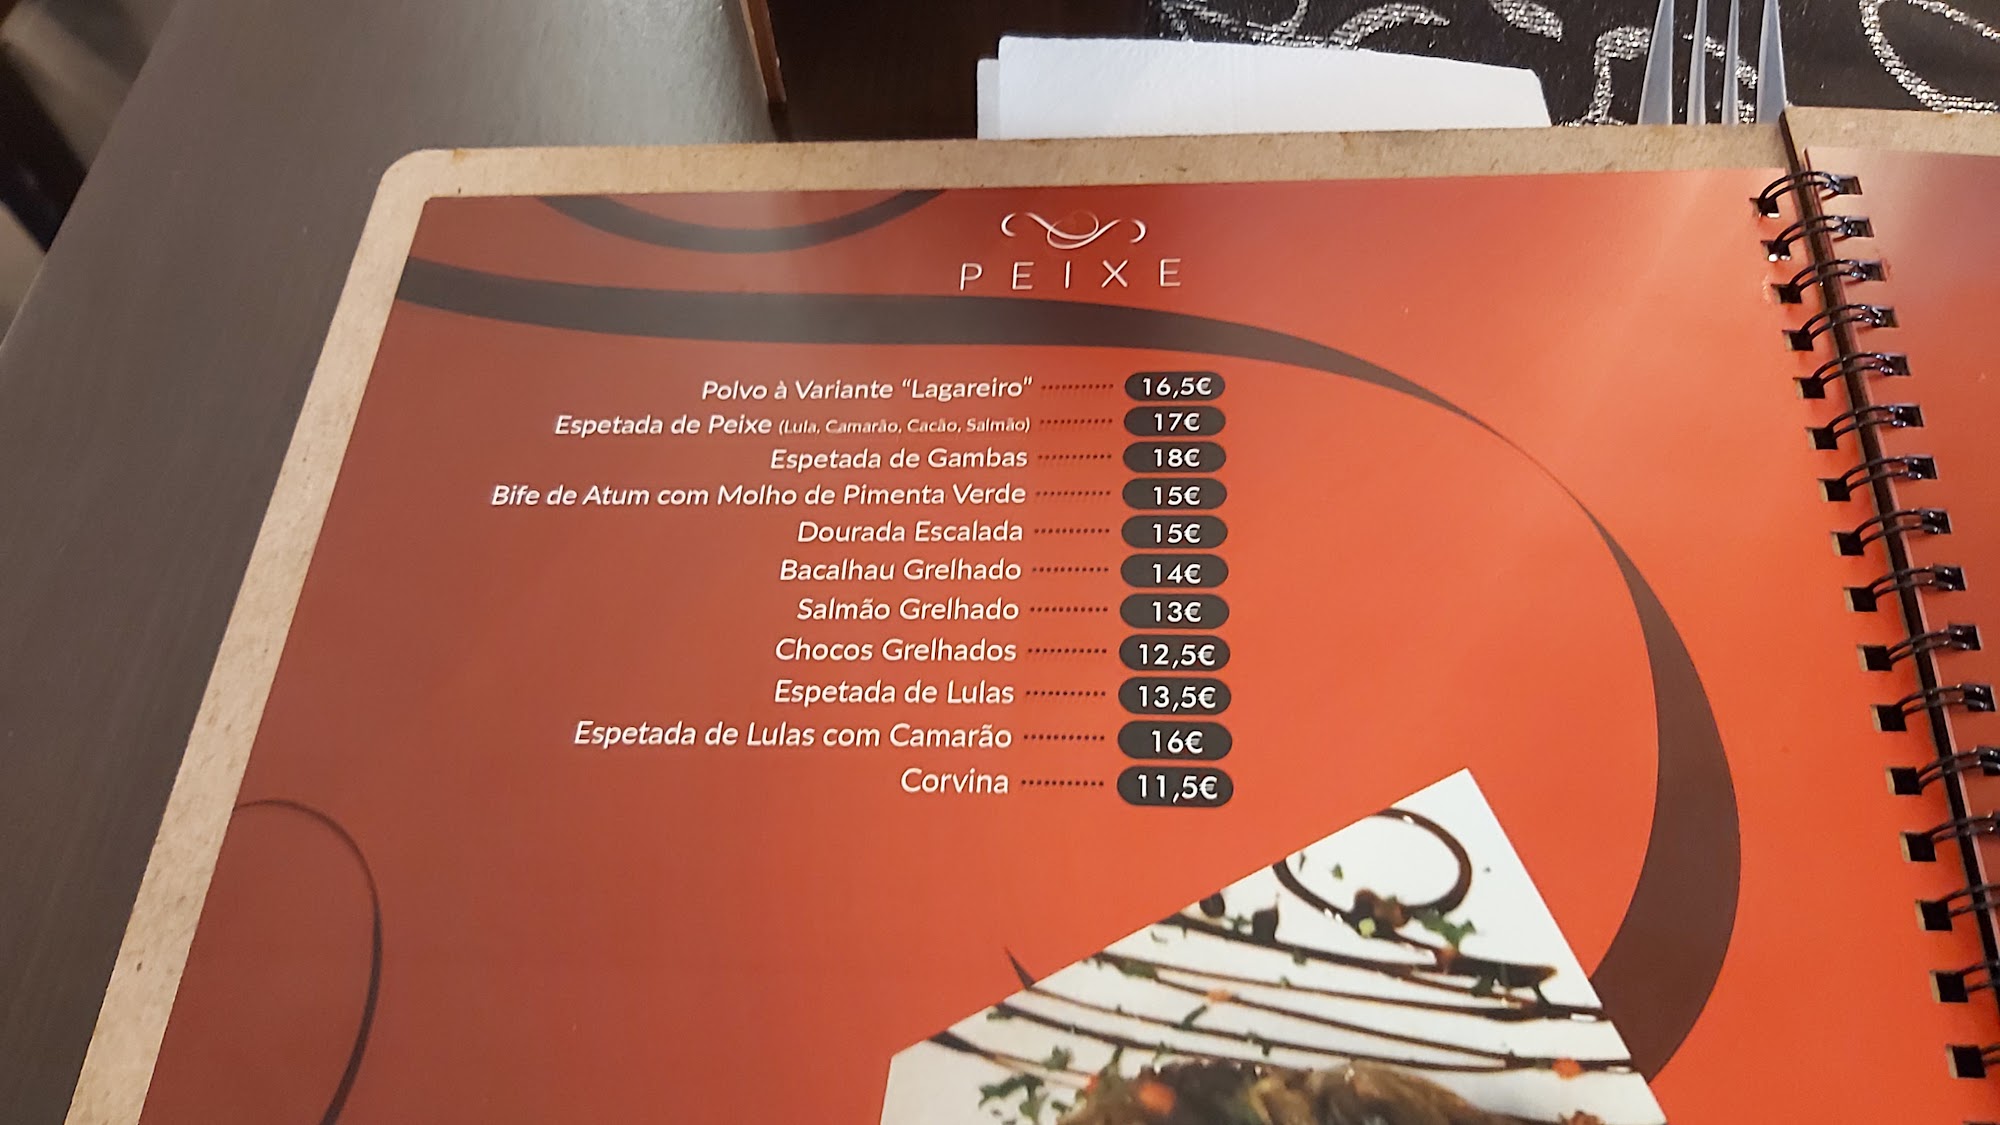 PEIXE
Polvo à Variante “Lagareiro” 16,5€
Espetada de Peixe (Lula, Camarão, Cacão, Salmão) 17€
Espetada de Gambas 18€
Bife de Atum com Molho de Pimenta Verde 15€
Dourada Escalada 15€
Bacalhau Grelhado 14€
Salmão Grelhado 13€
Chocos Grelhados 12,5€
Espetada de Lulas 13,5€
Espetada de Lulas com Camarão 16€
Corvina 11,5€